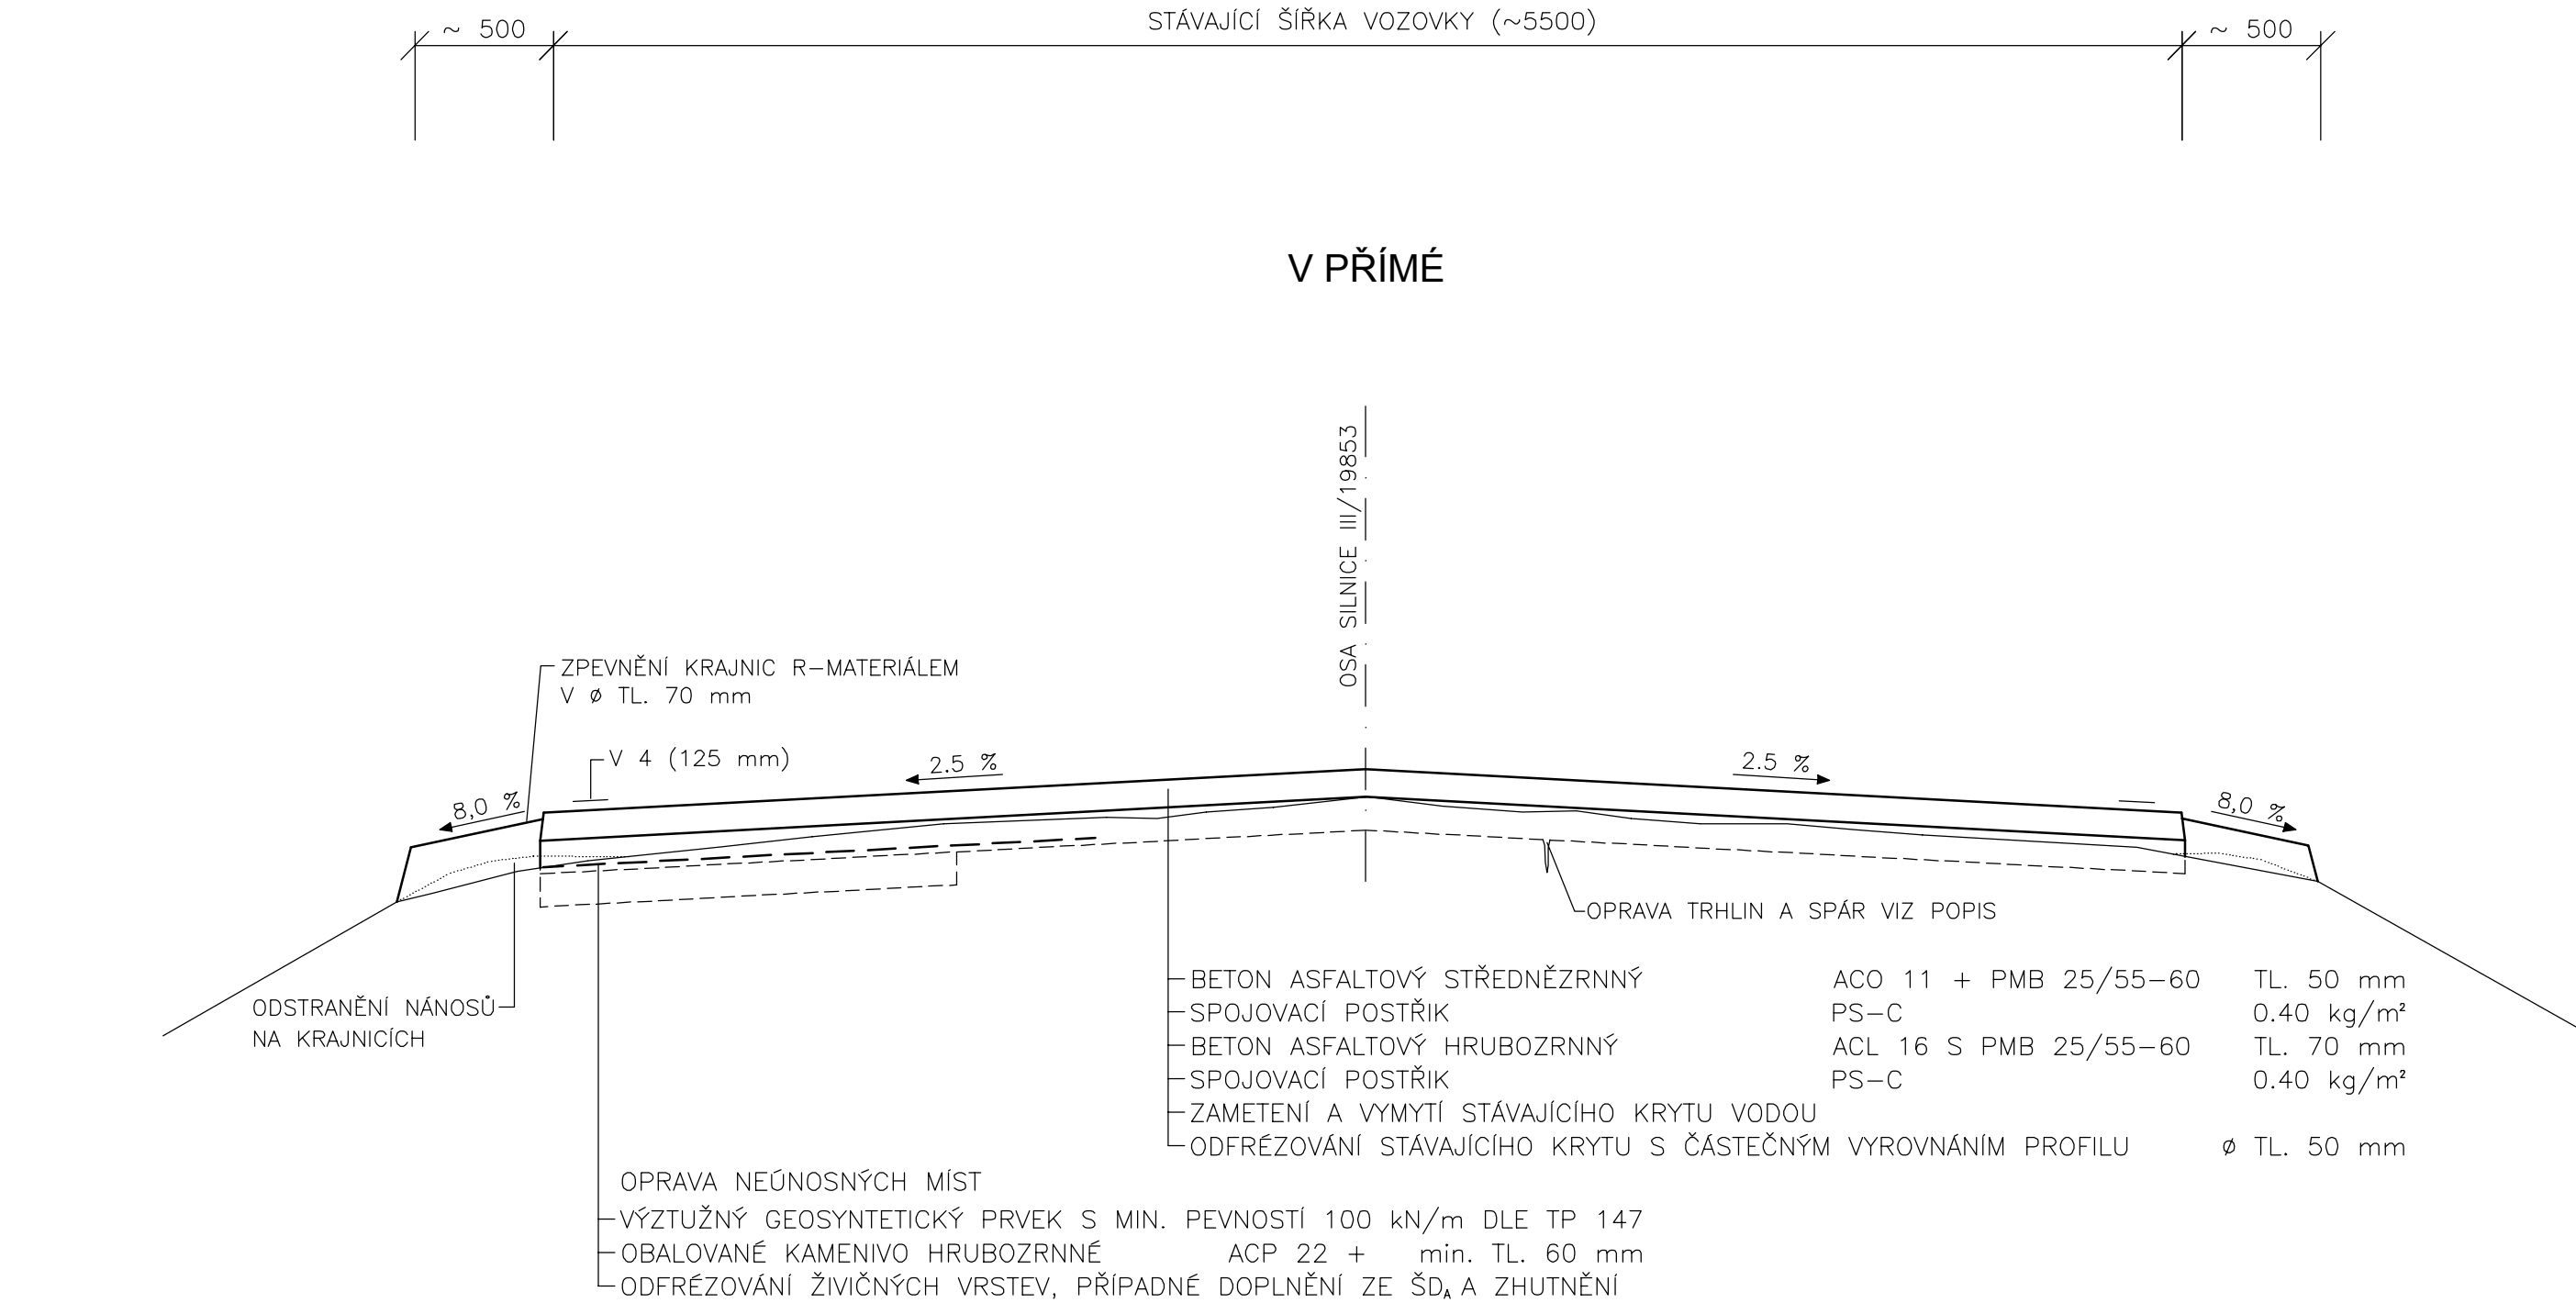 ~ 500
STÁVAJÍCÍ ŠÍŘKA VOZOVKY (~5500)
~ 500
V PŘÍMÉ
OSA SILNICE III/19853
ZPEVNĚNÍ KRAJNIC R-MATERIÁLEM
V ø TL. 70 mm
V 4 (125 mm)
2.5 %
2.5 %
8,0 %
8,0 %
OPRAVA TRHLIN A SPÁR VIZ POPIS
ODSTRANĚNÍ NÁNOSŮ
NA KRAJNICÍCH
BETON ASFALTOVÝ STŘEDNĚZRNNÝ ACO 11 + PMB 25/55-60 TL. 50 mm
SPOJOVACÍ POSTŘIK PS-C 0.40 kg/m²
BETON ASFALTOVÝ HRUBOZRNNÝ ACL 16 S PMB 25/55-60 TL. 70 mm
SPOJOVACÍ POSTŘIK PS-C 0.40 kg/m²
ZAMETENÍ A VYMYTÍ STÁVAJÍCÍHO KRYTU VODOU
ODFRÉZOVÁNÍ STÁVAJÍCÍHO KRYTU S ČÁSTEČNÝM VYROVNÁNÍM PROFILU ø TL. 50 mm
OPRAVA NEÚNOSNÝCH MÍST
VÝZTUŽNÝ GEOSYNTETICKÝ PRVEK S MIN. PEVNOSTÍ 100 kN/m DLE TP 147
OBALOVANÉ KAMENIVO HRUBOZRNNÉ ACP 22 + min. TL. 60 mm
ODFRÉZOVÁNÍ ŽIVIČNÝCH VRSTEV, PŘÍPADNÉ DOPLNĚNÍ ZE ŠDA A ZHUTNĚNÍ